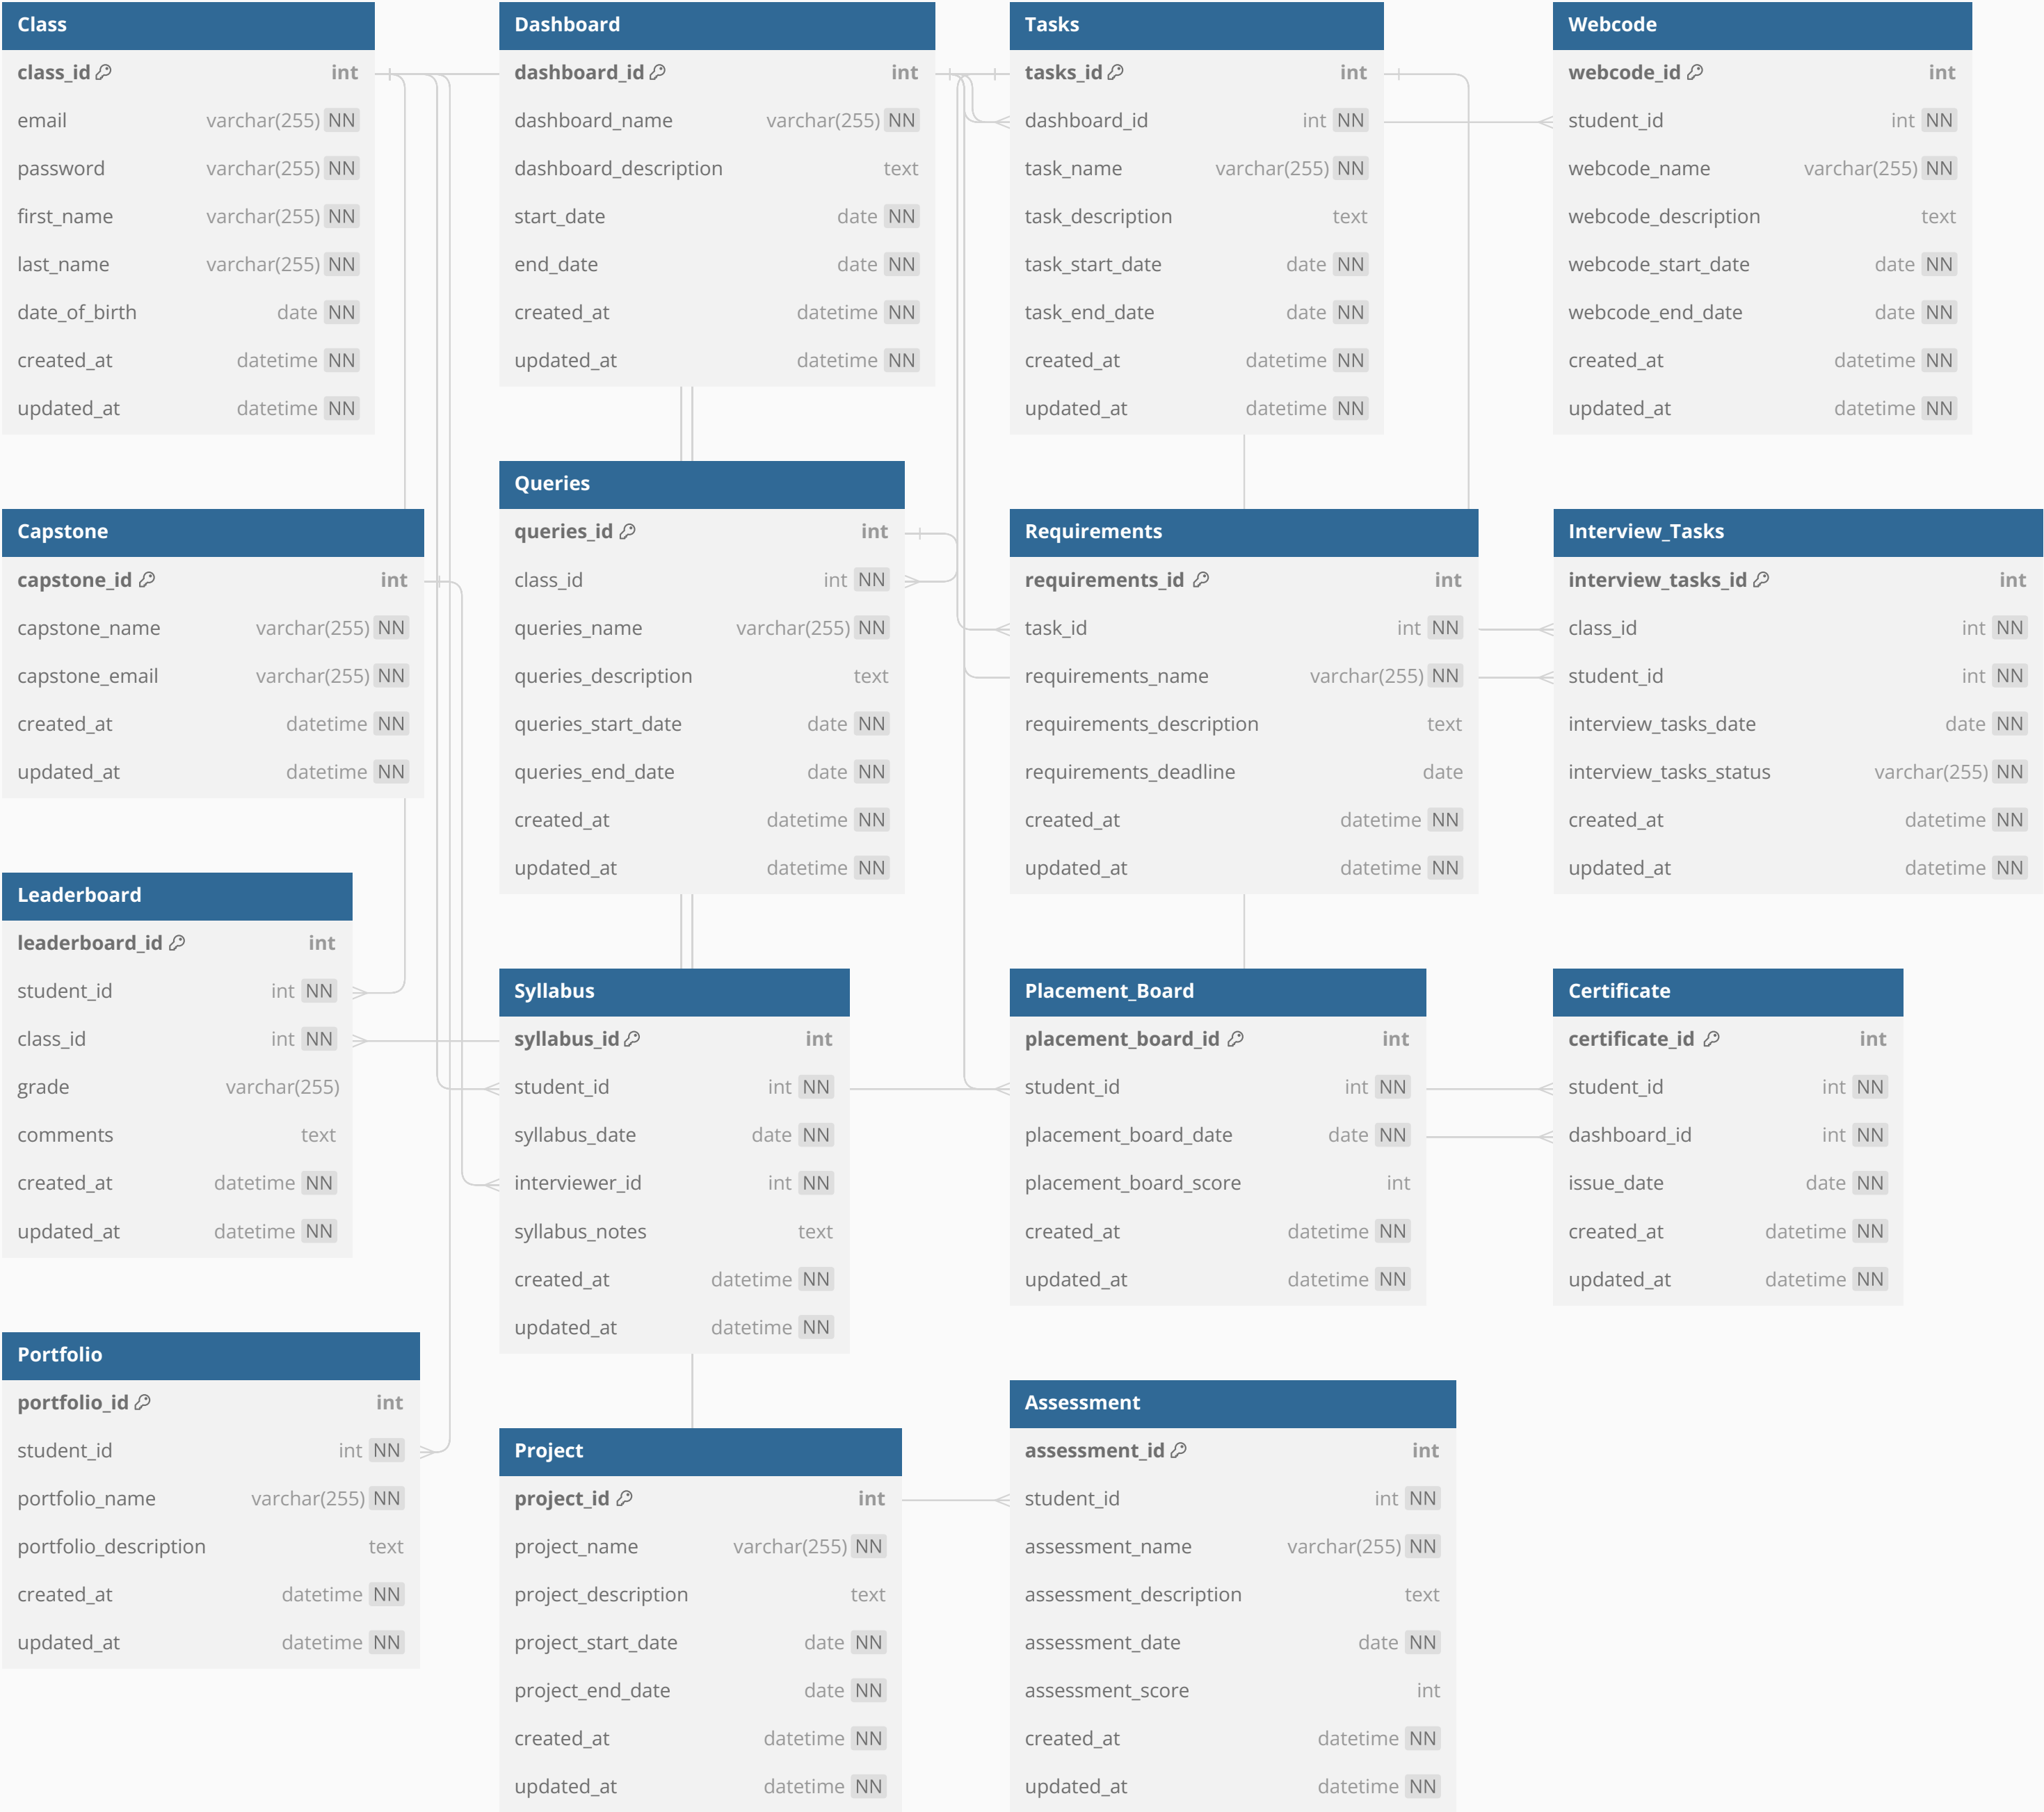 Class
class_id int
email varchar(255) NN
password varchar(255) NN
first_name varchar(255) NN
last_name varchar(255) NN
date_of_birth date NN
created_at datetime NN
updated_at datetime NN
Dashboard
dashboard_id int
dashboard_name varchar(255) NN
dashboard_description text
start_date date NN
end_date date NN
created_at datetime NN
updated_at datetime NN
Tasks
tasks_id int
dashboard_id int NN
task_name varchar(255) NN
task_description text
task_start_date date NN
task_end_date date NN
created_at datetime NN
updated_at datetime NN
Webcode
webcode_id int
student_id int NN
webcode_name varchar(255) NN
webcode_description text
webcode_start_date date NN
webcode_end_date date NN
created_at datetime NN
updated_at datetime NN
Capstone
capstone_id int
capstone_name varchar(255) NN
capstone_email varchar(255) NN
created_at datetime NN
updated_at datetime NN
Queries
queries_id int
class_id int NN
queries_name varchar(255) NN
queries_description text
queries_start_date date NN
queries_end_date date NN
created_at datetime NN
updated_at datetime NN
Requirements
requirements_id int
task_id int NN
requirements_name varchar(255) NN
requirements_description text
requirements_deadline date
created_at datetime NN
updated_at datetime NN
Interview_Tasks
interview_tasks_id int
class_id int NN
student_id int NN
interview_tasks_date date NN
interview_tasks_status varchar(255) NN
created_at datetime NN
updated_at datetime NN
Leaderboard
leaderboard_id int
student_id int NN
class_id int NN
grade varchar(255)
comments text
created_at datetime NN
updated_at datetime NN
Syllabus
syllabus_id int
student_id int NN
syllabus_date date NN
interviewer_id int NN
syllabus_notes text
created_at datetime NN
updated_at datetime NN
Placement_Board
placement_board_id int
student_id int NN
placement_board_date date NN
placement_board_score int
created_at datetime NN
updated_at datetime NN
Certificate
certificate_id int
student_id int NN
dashboard_id int NN
issue_date date NN
created_at datetime NN
updated_at datetime NN
Portfolio
portfolio_id int
student_id int NN
portfolio_name varchar(255) NN
portfolio_description text
created_at datetime NN
updated_at datetime NN
Project
project_id int
project_name varchar(255) NN
project_description text
project_start_date date NN
project_end_date date NN
created_at datetime NN
updated_at datetime NN
Assessment
assessment_id int
student_id int NN
assessment_name varchar(255) NN
assessment_description text
assessment_date date NN
assessment_score int
created_at datetime NN
updated_at datetime NN